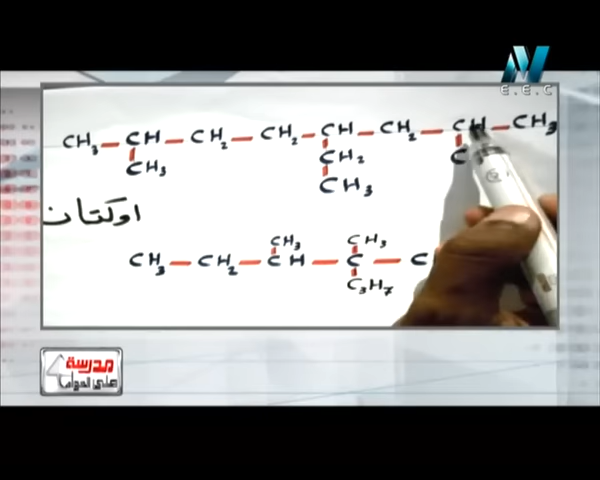 E.E.C
CH₃ — CH — CH₂ — CH₂ — CH — CH₂ — CH — CH₃
CH₃ CH₂ C
CH₃
اوكتان
CH₃ CH₃
CH₃ — CH₂ — CH — C — C
C₃H₇
مدرسة
على الهواء